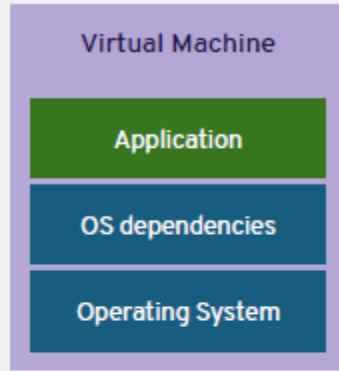 Virtual Machine
Application
OS dependencies
Operating System